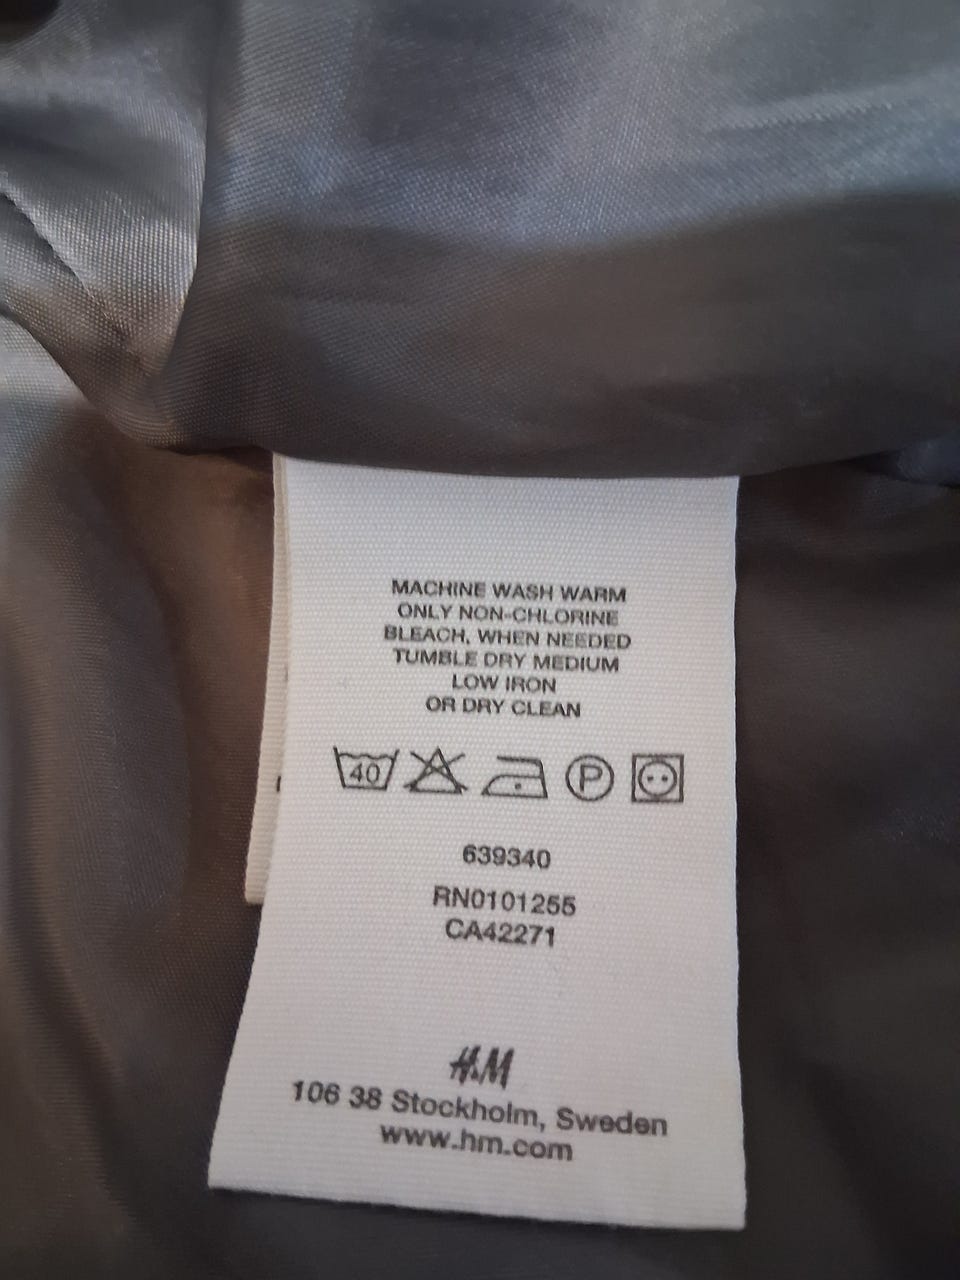 MACHINE WASH WARM
ONLY NON-CHLORINE
BLEACH, WHEN NEEDED
TUMBLE DRY MEDIUM
LOW IRON
OR DRY CLEAN
40 P
639340
RN0101255
CA42271
H&M
106 38 Stockholm, Sweden
www.hm.com